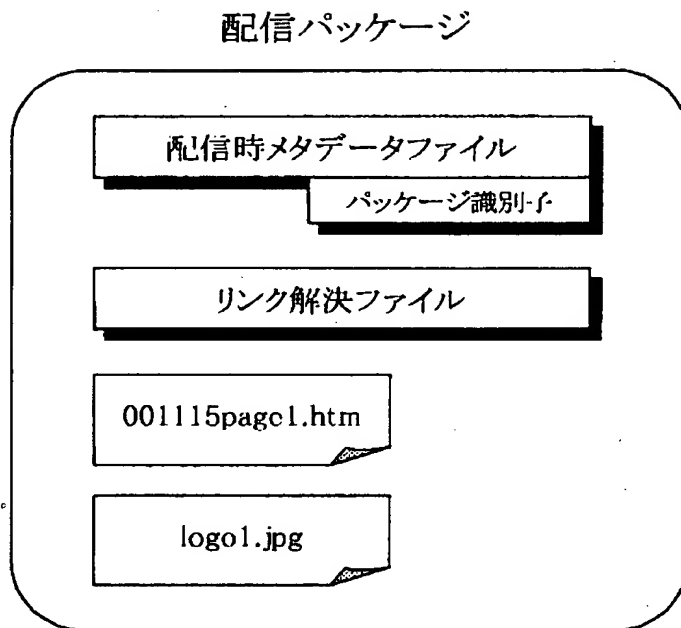 配信パッケージ
配信時メタデータファイル
パッケージ識別子
リンク解決ファイル
001115page1.htm
logo1.jpg